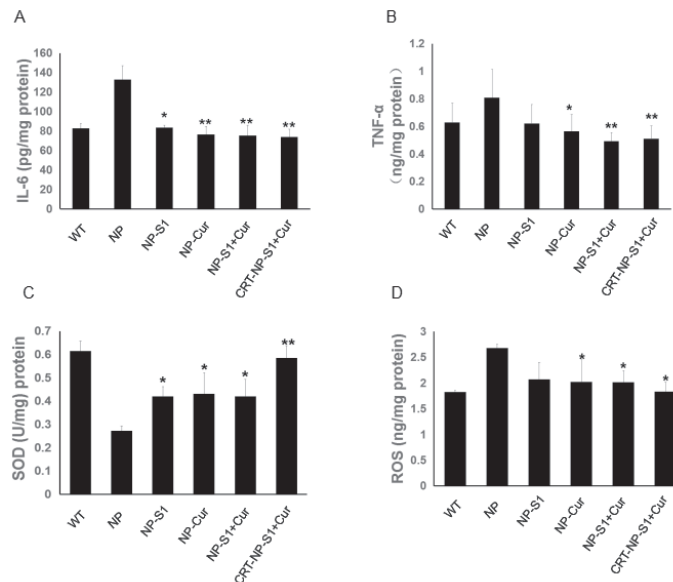 A
IL-6 (pg/mg protein)
160
140
120
100
80
60
40
20
0
*
**
**
**
WT
NP
NP-S1
NP-Cur
NP-S1+Cur
CRT-NP-S1+Cur
B
TNF-α
(ng/mg protein)
1.2
1
0.8
0.6
0.4
0.2
0
*
**
**
WT
NP
NP-S1
NP-Cur
NP-S1+Cur
CRT-NP-S1+Cur
C
SOD (U/mg) protein
0.7
0.6
0.5
0.4
0.3
0.2
0.1
0
*
*
*
**
WT
NP
NP-S1
NP-Cur
NP-S1+Cur
CRT-NP-S1+Cur
D
ROS (ng/mg protein)
3
2.5
2
1.5
1
0.5
0
*
*
*
WT
NP
NP-S1
NP-Cur
NP-S1+Cur
CRT-NP-S1+Cur